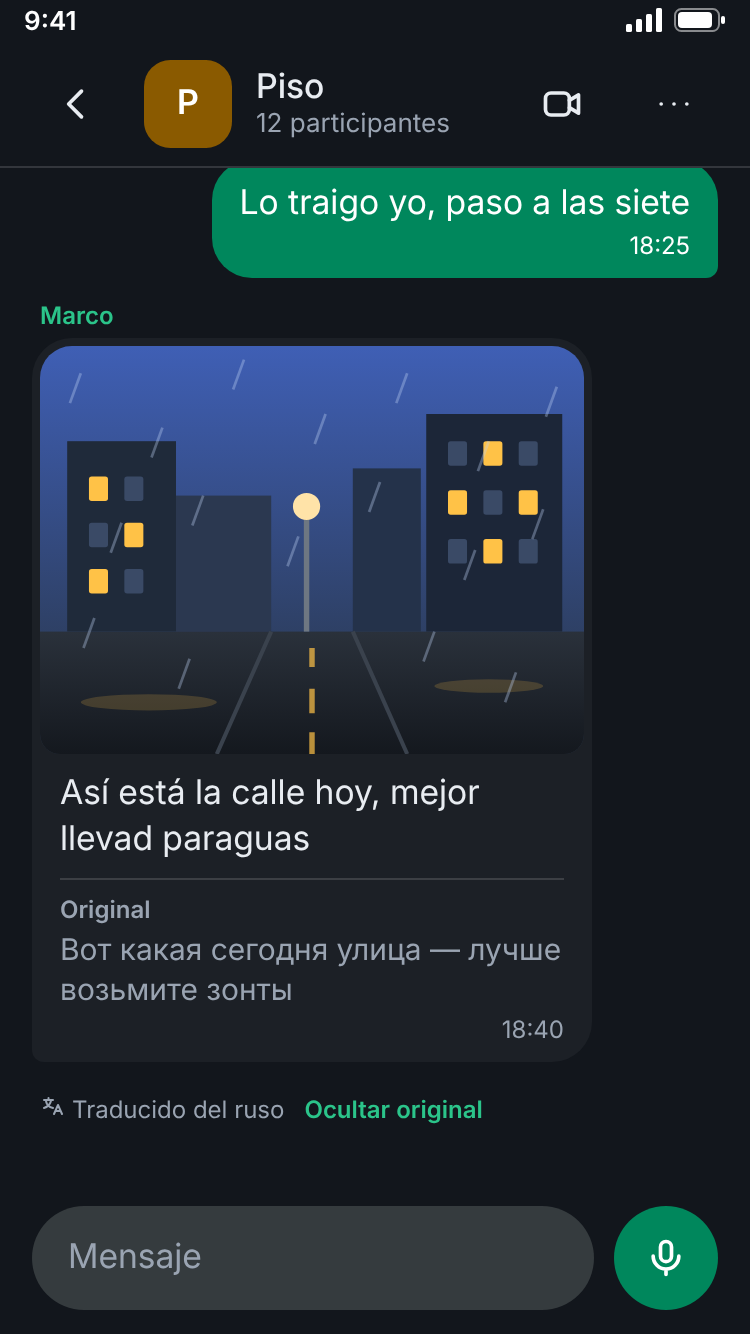 9:41
P
Piso
12 participantes
Lo traigo yo, paso a las siete
18:25
Marco
Así está la calle hoy, mejor
llevad paraguas
Original
Вот какая сегодня улица — лучше
возьмите зонты
18:40
Traducido del ruso Ocultar original
Mensaje